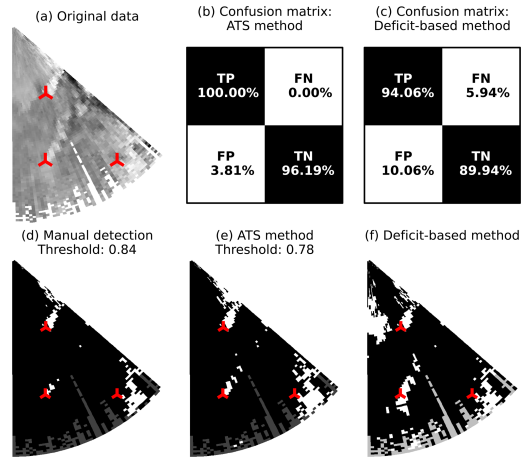 (a) Original data
(b) Confusion matrix:
ATS method
(c) Confusion matrix:
Deficit-based method
TP
100.00%
FN
0.00%
FP
3.81%
TN
96.19%
TP
94.06%
FN
5.94%
FP
10.06%
TN
89.94%
(d) Manual detection
Threshold: 0.84
(e) ATS method
Threshold: 0.78
(f) Deficit-based method